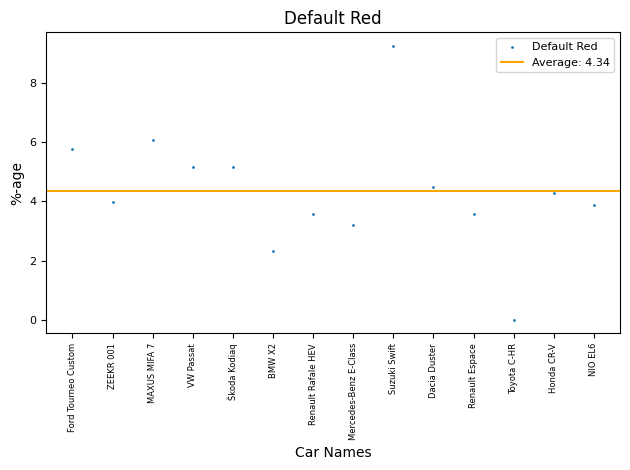 Default Red
Default Red
Average: 4.34
%-age
8
6
4
2
0
Ford Tourneo Custom
ZEEKR 001
MAXUS MIFA 7
VW Passat
Škoda Kodiaq
BMW X2
Renault Rafale HEV
Mercedes-Benz E-Class
Suzuki Swift
Dacia Duster
Renault Espace
Toyota C-HR
Honda CR-V
NIO EL6
Car Names